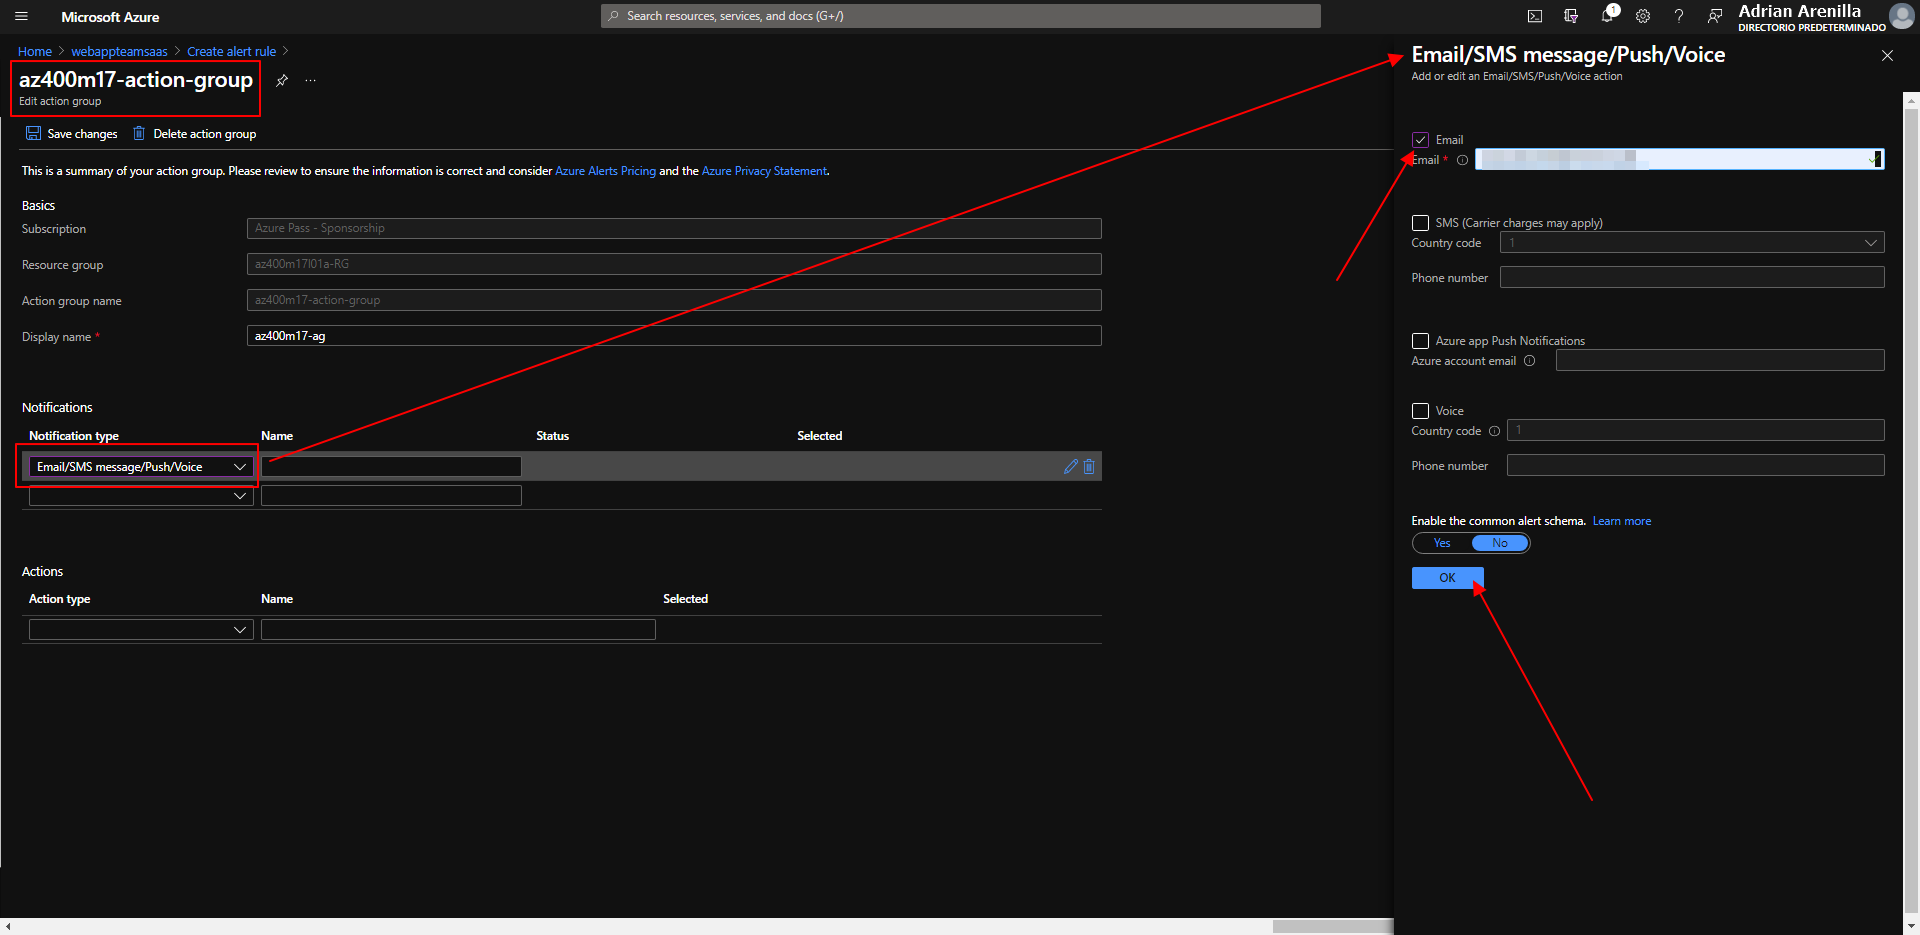 Microsoft Azure
Search resources, services, and docs (G+/)
1
Adrian Arenilla
DIRECTORIO PREDETERMINADO
Home > webappteamsaas > Create alert rule >
az400m17-action-group
...
Edit action group
Save changes
Delete action group
This is a summary of your action group. Please review to ensure the information is correct and consider Azure Alerts Pricing and the Azure Privacy Statement.
Basics
Subscription
Azure Pass - Sponsorship
Resource group
az400m17l01a-RG
Action group name
az400m17-action-group
Display name *
az400m17-ag
Notifications
Notification type
Name
Status
Selected
Email/SMS message/Push/Voice
Actions
Action type
Name
Selected
Email/SMS message/Push/Voice
Add or edit an Email/SMS/Push/Voice action
Email
Email *
SMS (Carrier charges may apply)
Country code
1
Phone number
Azure app Push Notifications
Azure account email
Voice
Country code
1
Phone number
Enable the common alert schema. Learn more
Yes
No
OK